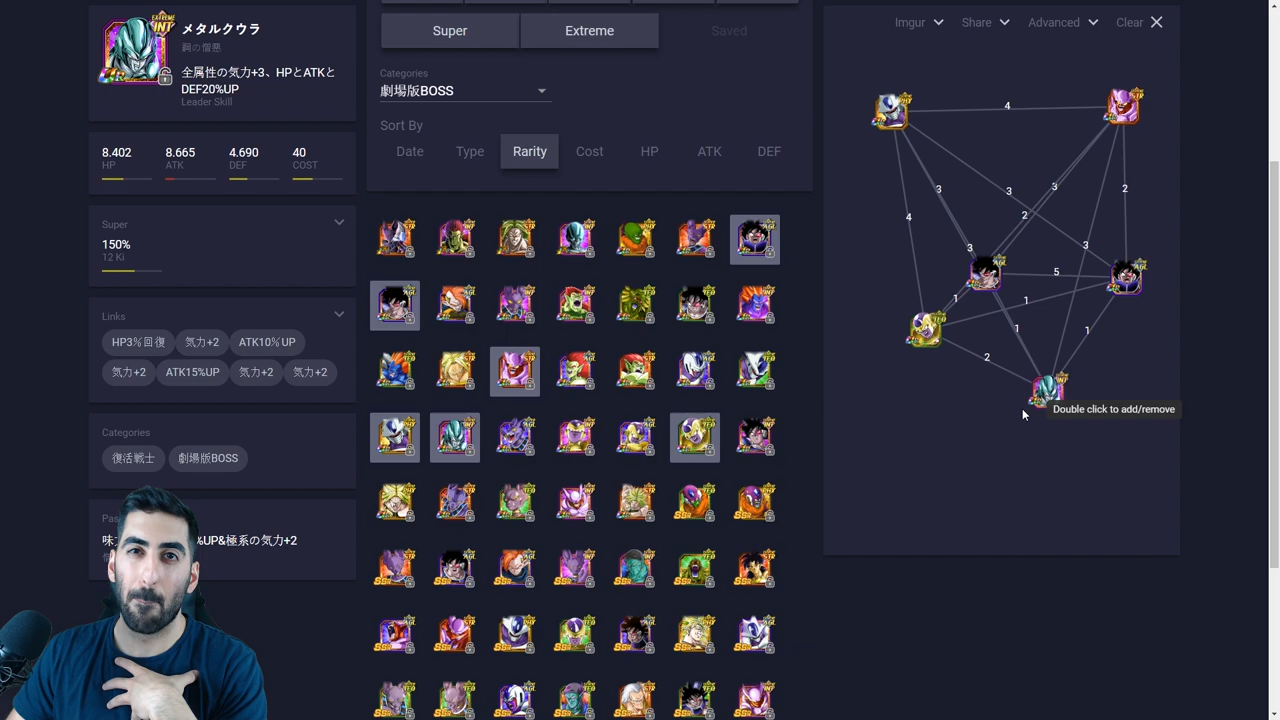 メタルクウラ
鋼の憎悪
全属性の気力+3、HPとATKと
DEF20%UP
Leader Skill
8.402
HP
8.665
ATK
4.690
DEF
40
COST
Super
150%
12 Ki
Links
HP3%回復
気力+2
ATK10%UP
気力+2
ATK15%UP
気力+2
気力+2
Categories
復活戦士
劇場版BOSS
%UP&極系の気力+2
Super
Extreme
Saved
Categories
劇場版BOSS
Sort By
Date
Type
Rarity
Cost
HP
ATK
DEF
Imgur
Share
Advanced
Clear
4
3
3
3
2
2
4
3
3
5
1
1
1
1
2
Double click to add/remove